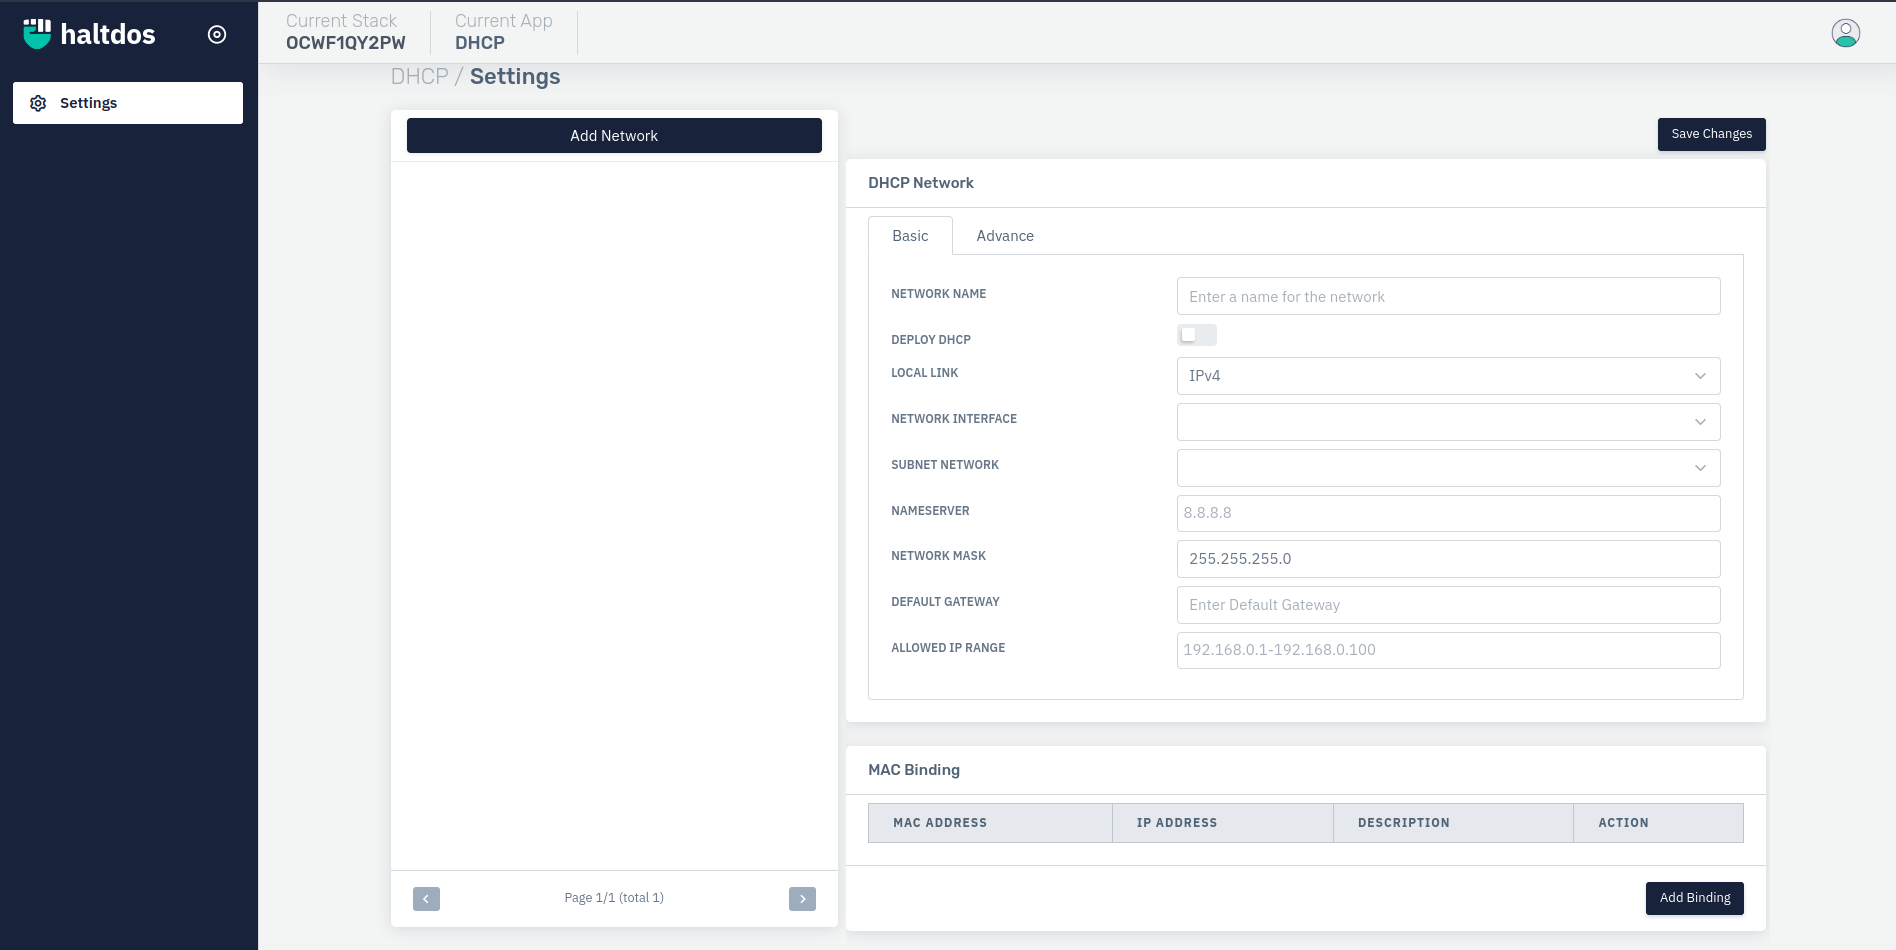 haltdos
Current Stack
OCWF1QY2PW
Current App
DHCP
Settings
DHCP / Settings
Add Network
Save Changes
DHCP Network
Basic
Advance
NETWORK NAME
Enter a name for the network
DEPLOY DHCP
LOCAL LINK
IPv4
NETWORK INTERFACE
SUBNET NETWORK
NAMESERVER
8.8.8.8
NETWORK MASK
255.255.255.0
DEFAULT GATEWAY
Enter Default Gateway
ALLOWED IP RANGE
192.168.0.1-192.168.0.100
MAC Binding
MAC ADDRESS
IP ADDRESS
DESCRIPTION
ACTION
Page 1/1 (total 1)
Add Binding